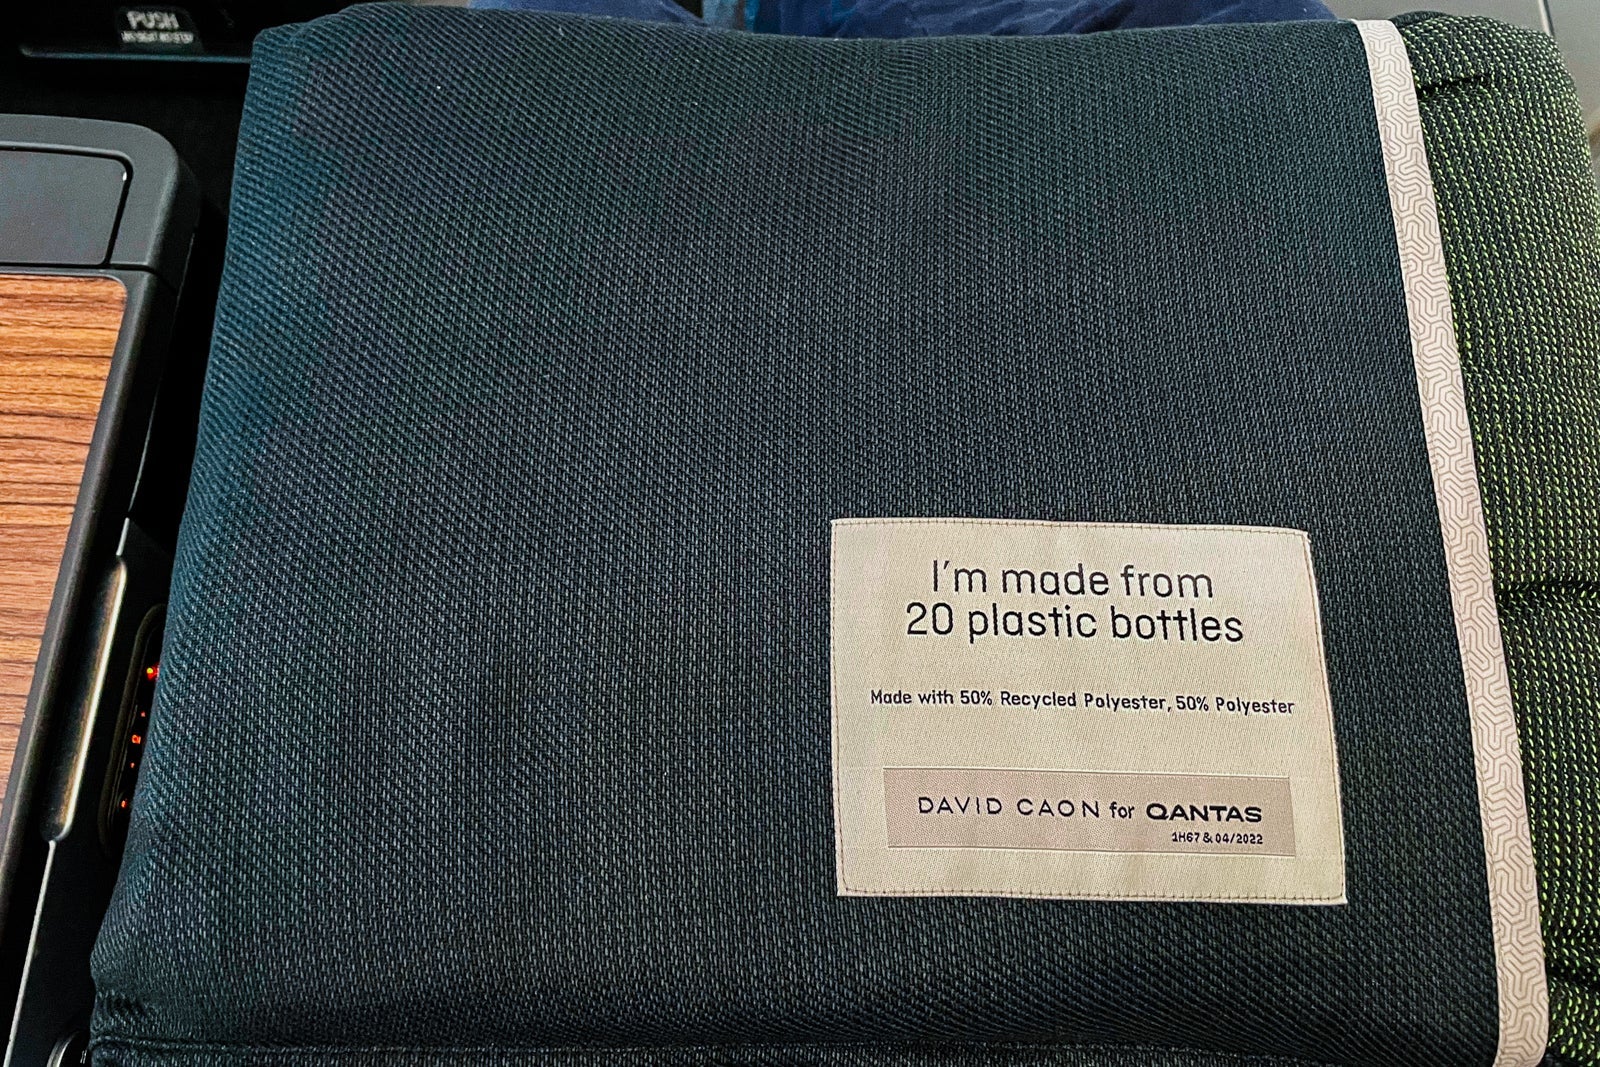 PUSH
I'm made from
20 plastic bottles
Made with 50% Recycled Polyester, 50% Polyester
DAVID CAON for QANTAS
1H67 & 04/2022